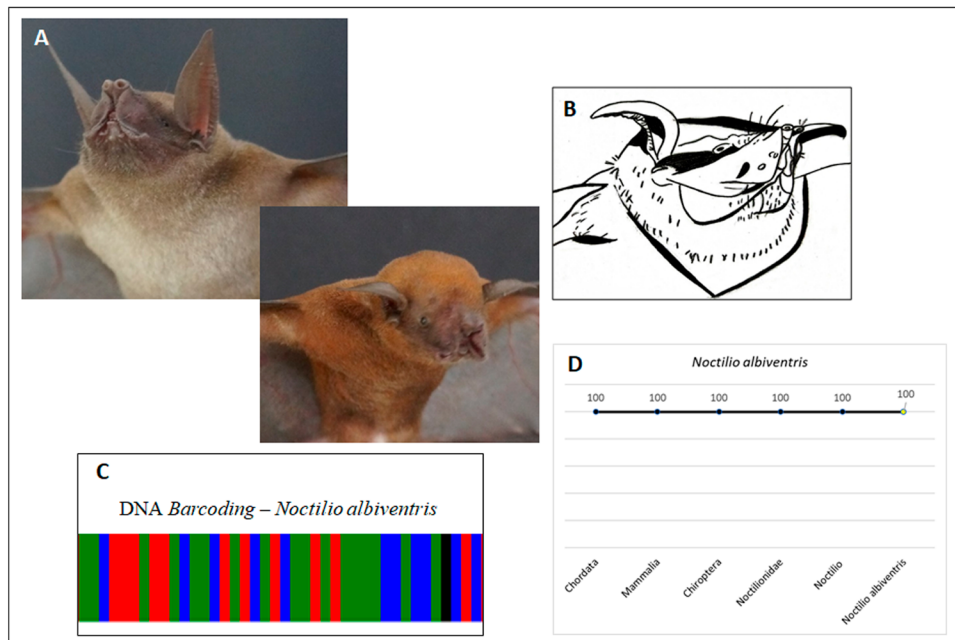 A
B
C
DNA Barcoding – Noctilio albiventris
D
Noctilio albiventris
100 100 100 100 100 100
Chordata
Mammalia
Chiroptera
Noctilionidae
Noctilio
Noctilio albiventris